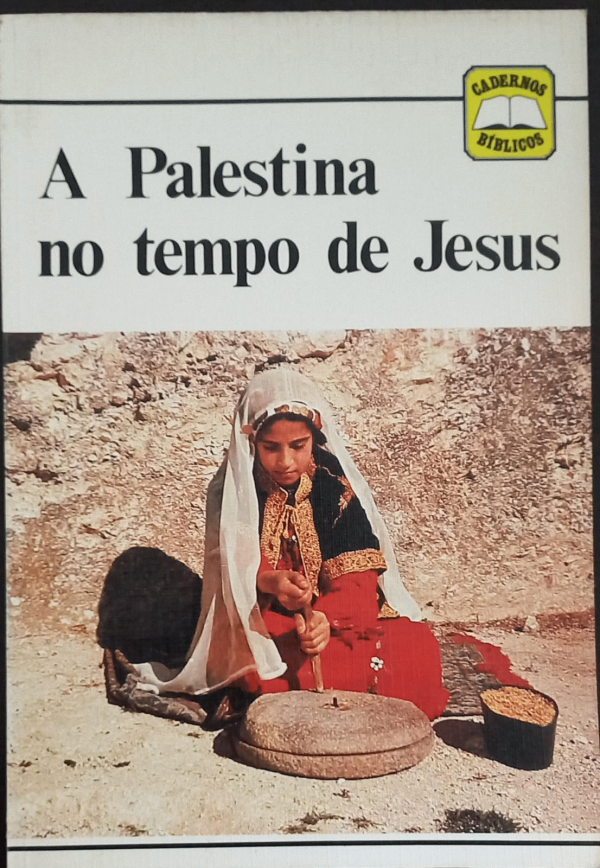 CADERNOS
BÍBLICOS
A Palestina
no tempo de Jesus